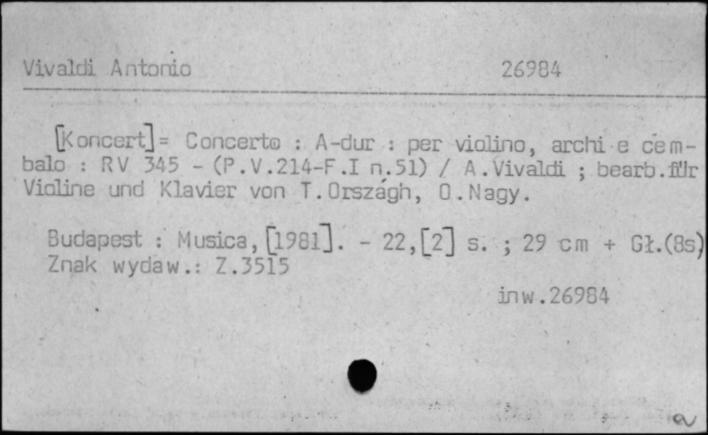 Vivaldi Antonio 26984
[Koncert]= Concerto : A-dur : per violino, archi e cem-
balo : RV 345 - (P.V.214-F.I n.51) / A.Vivaldi ; bearb.für
Violine und Klavier von T.Országh, O.Nagy.
Budapest : Musica,[1981]. - 22,[2] s. ; 29 cm + Gł.(8s)
Znak wydaw.: Z.3515
inw.26984